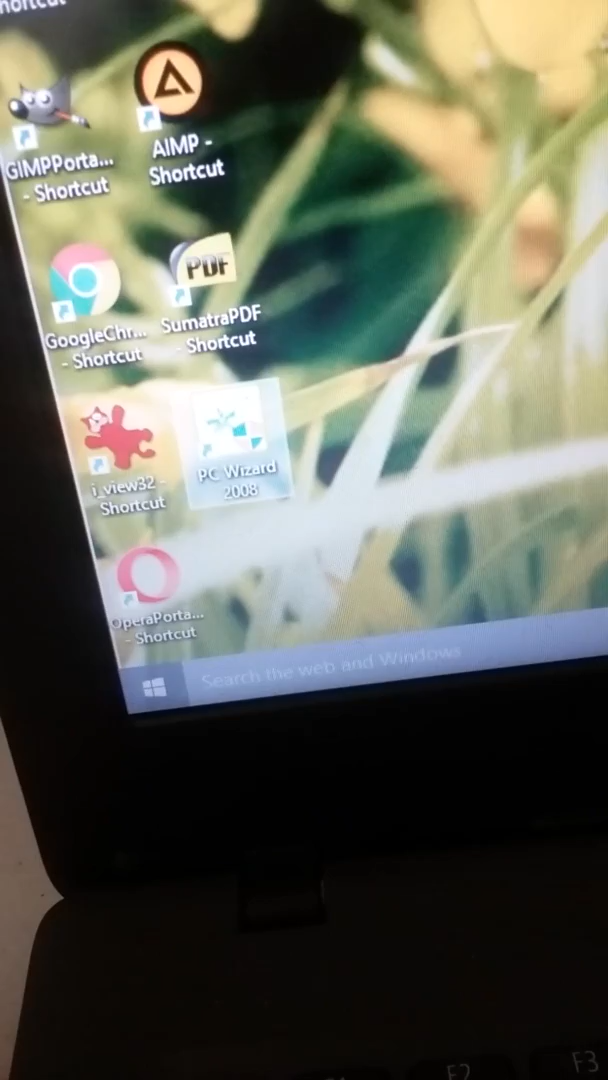 Shortcut
GIMPPorta...
- Shortcut
AIMP -
Shortcut
GoogleChr...
- Shortcut
PDF
SumatraPDF
- Shortcut
i_view32 -
Shortcut
PC Wizard
2008
OperaPorta...
- Shortcut
Search the web and Windows
F2
F3